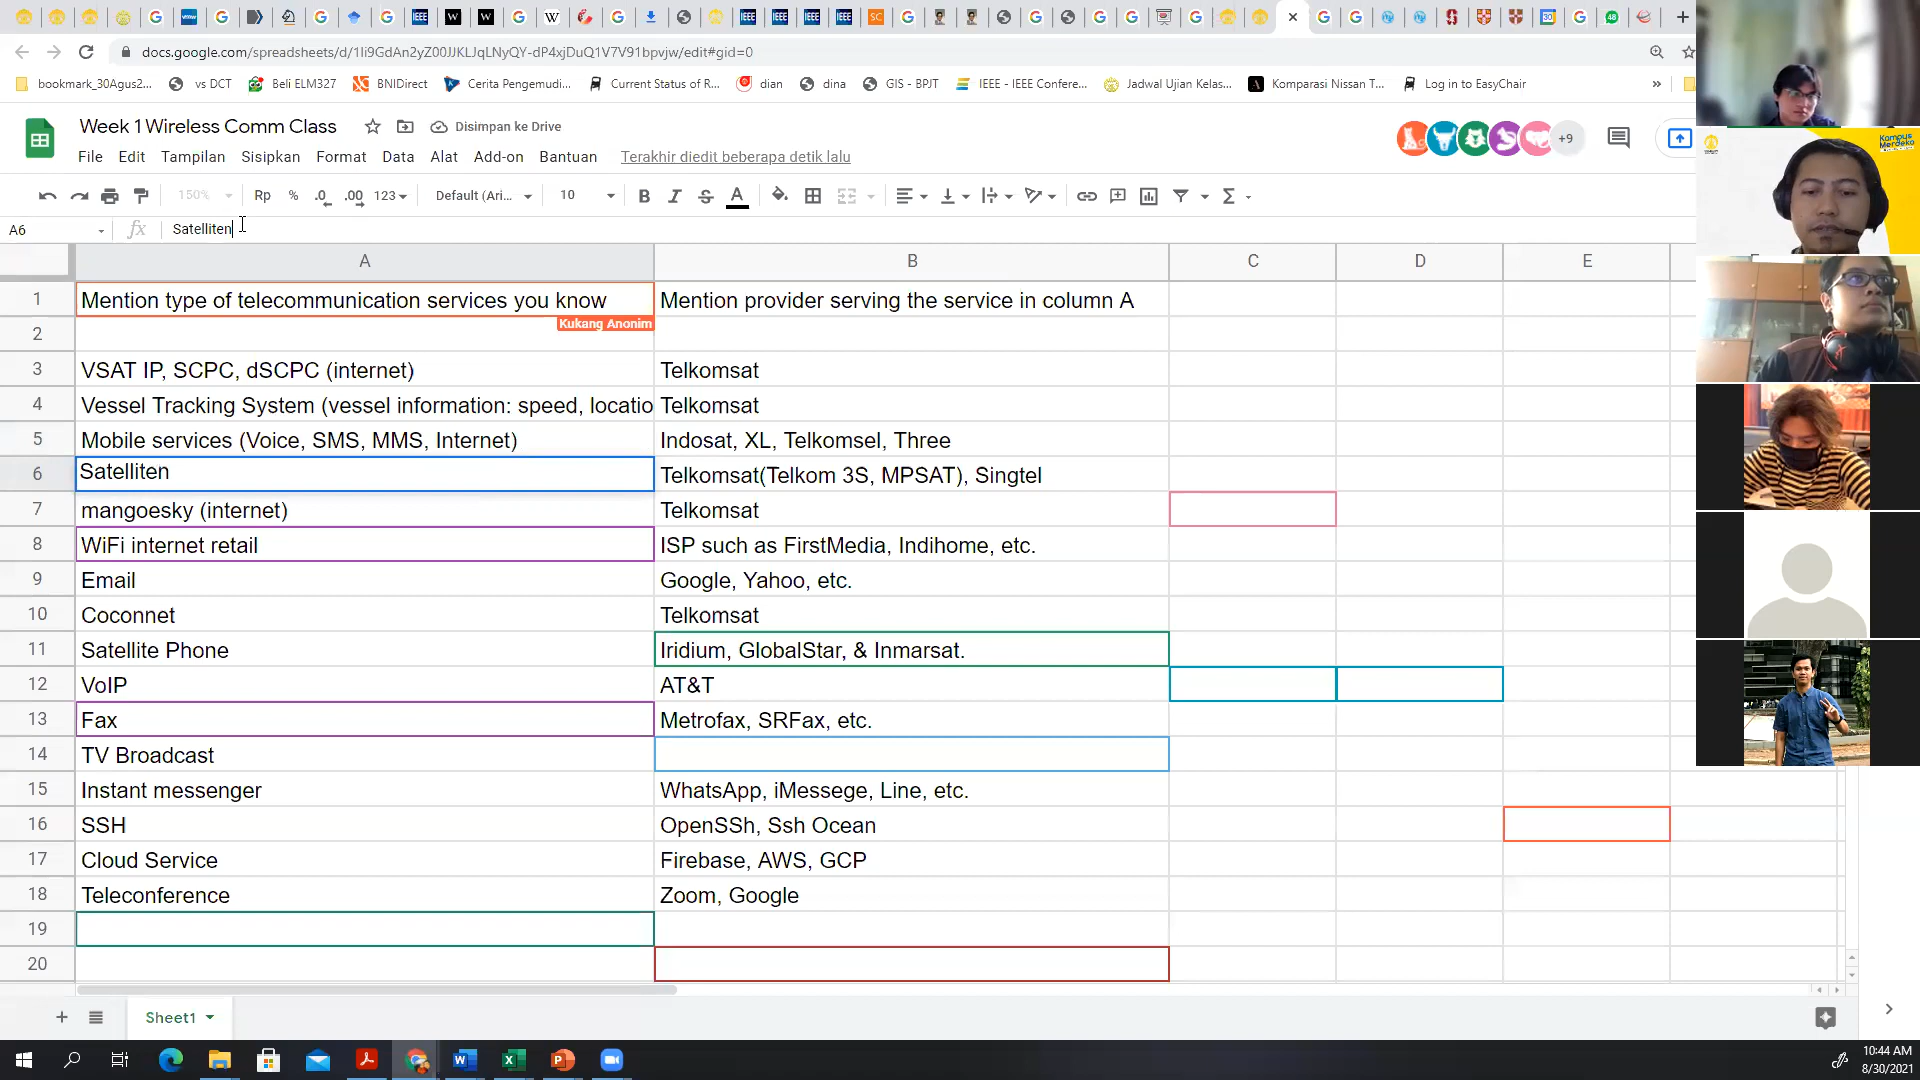 docs.google.com/spreadsheets/d/1Ii9GdAn2yZ00JJKLJqLNyQY-dP4xjDuQ1V7V91bpvjw/edit#gid=0
bookmark_30Agus2... vs DCT Beli ELM327 BNIDirect Cerita Pengemudi... Current Status of R... dian dina GIS - BPJT IEEE - IEEE Confere... Jadwal Ujian Kelas... Komparasi Nissan T... Log in to EasyChair
Week 1 Wireless Comm Class Disimpan ke Drive
+9
File Edit Tampilan Sisipkan Format Data Alat Add-on Bantuan Terakhir diedit beberapa detik lalu
150% Rp % .0 .00 123 Default (Ari... 10 B I S A
A6 fx Satelliten
A B C D E
1 Mention type of telecommunication services you know Mention provider serving the service in column A
Kukang Anonim
2
3 VSAT IP, SCPC, dSCPC (internet) Telkomsat
4 Vessel Tracking System (vessel information: speed, locatio Telkomsat
5 Mobile services (Voice, SMS, MMS, Internet) Indosat, XL, Telkomsel, Three
6 Satelliten Telkomsat(Telkom 3S, MPSAT), Singtel
7 mangoesky (internet) Telkomsat
8 WiFi internet retail ISP such as FirstMedia, Indihome, etc.
9 Email Google, Yahoo, etc.
10 Coconnet Telkomsat
11 Satellite Phone Iridium, GlobalStar, & Inmarsat.
12 VoIP AT&T
13 Fax Metrofax, SRFax, etc.
14 TV Broadcast
15 Instant messenger WhatsApp, iMessege, Line, etc.
16 SSH OpenSSh, Ssh Ocean
17 Cloud Service Firebase, AWS, GCP
18 Teleconference Zoom, Google
19
20
Sheet1
Kampus
Merdeka
10:44 AM
8/30/2021